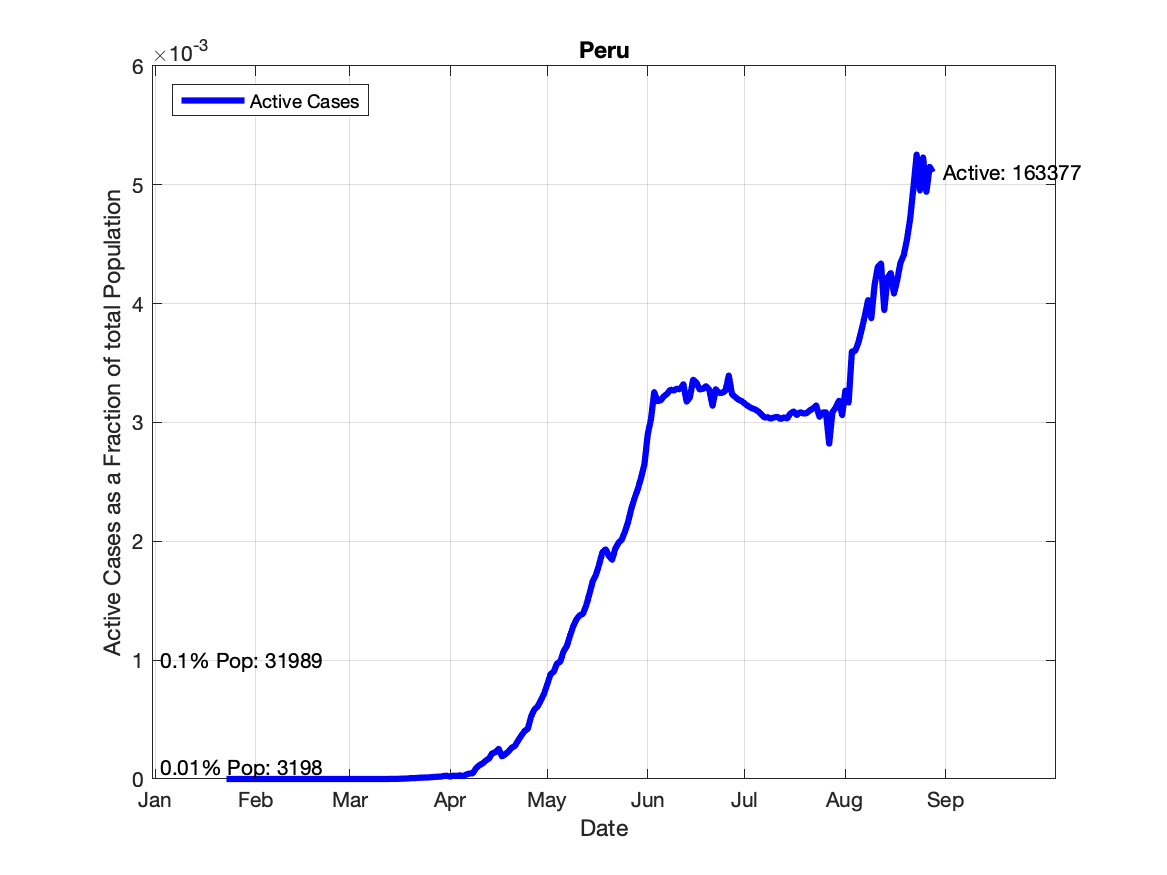 Peru
×10-3
6
Active Cases
5
Active: 163377
4
3
2
1
0.1% Pop: 31989
0
0.01% Pop: 3198
Active Cases as a Fraction of total Population
Jan Feb Mar Apr May Jun Jul Aug Sep
Date